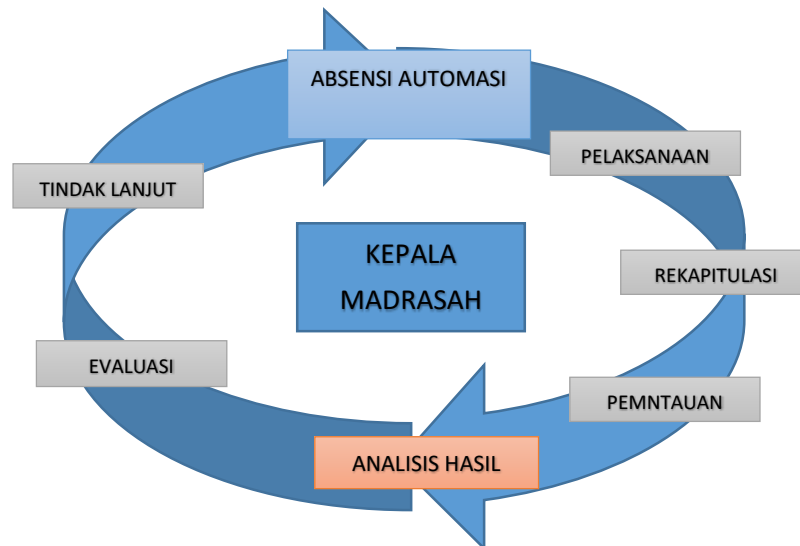 ABSENSI AUTOMASI
PELAKSANAAN
TINDAK LANJUT
KEPALA
MADRASAH
REKAPITULASI
EVALUASI
PEMNTAUAN
ANALISIS HASIL